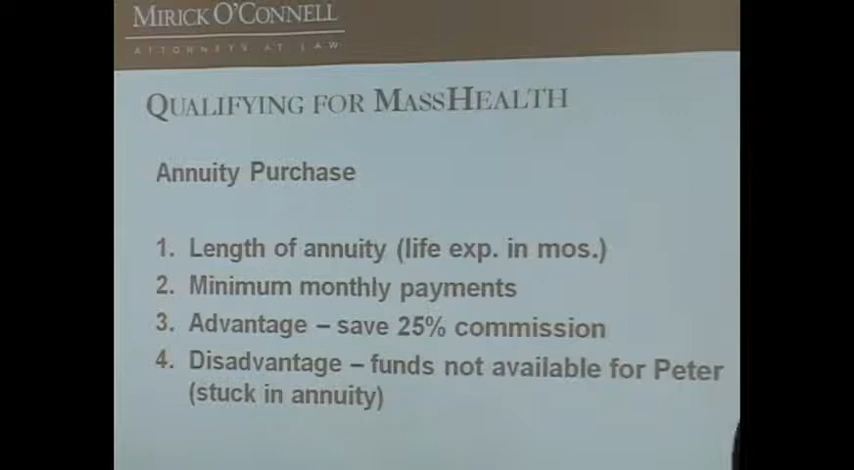 MIRICK O'CONNELL
ATTORNEYS AT LAW
QUALIFYING FOR MASSHEALTH
Annuity Purchase
1. Length of annuity (life exp. in mos.)
2. Minimum monthly payments
3. Advantage – save 25% commission
4. Disadvantage – funds not available for Peter
(stuck in annuity)